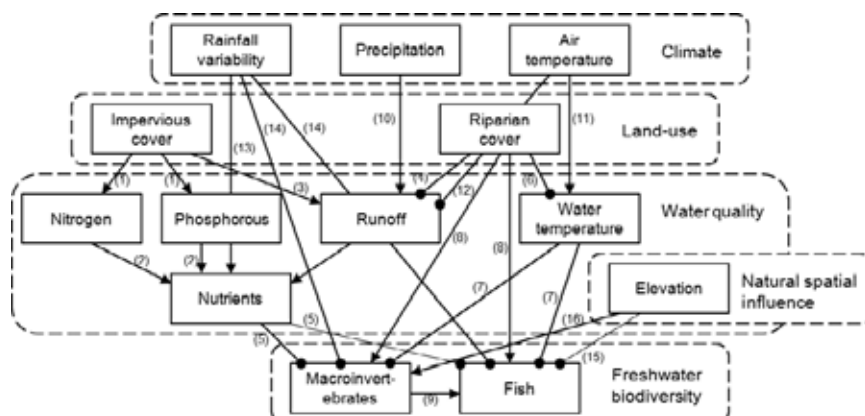 Rainfall
variability
Precipitation
Air
temperature
Climate
Impervious
cover
(14)
(14)
(10)
Riparian
cover
(11)
Land-use
(13)
(1)
(1)
(3)
(1)
(12)
(6)
Nitrogen
Phosphorous
Runoff
Water
temperature
Water quality
(2)
(2)
(8)
(8)
Nutrients
(7)
(7)
Elevation
Natural spatial
influence
(5)
(5)
(16)
(15)
Macroinvert-
ebrates
(9)
Fish
Freshwater
biodiversity